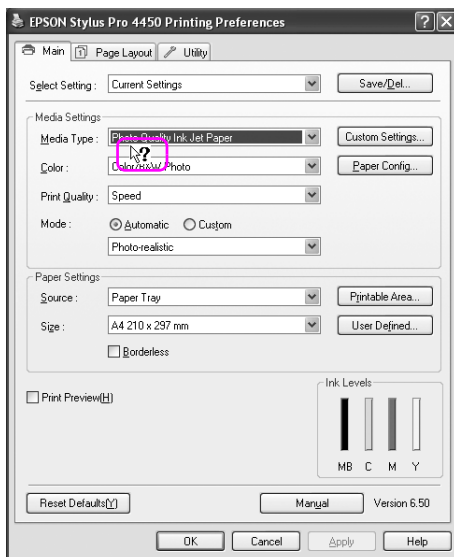 EPSON Stylus Pro 4450 Printing Preferences
Main Page Layout Utility
Select Setting : Current Settings Save/Del...
Media Settings
Media Type : Photo Quality Ink Jet Paper Custom Settings...
Color : Color/B&W Photo Paper Config...
Print Quality : Speed
Mode : Automatic Custom
Photo-realistic
Paper Settings
Source : Paper Tray Printable Area...
Size : A4 210 x 297 mm User Defined...
Borderless
Print Preview(H)
Ink Levels
MB C M Y
Reset Defaults(Y) Manual Version 6.50
OK Cancel Apply Help